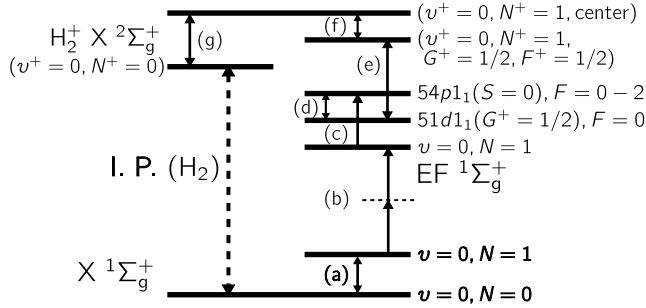 (υ⁺ = 0, N⁺ = 1, center)
(f)
H₂⁺ X ²Σg⁺
(g)
(υ⁺ = 0, N⁺ = 1,
G⁺ = 1/2, F⁺ = 1/2)
(υ⁺ = 0, N⁺ = 0)
(e)
54p1₁(S = 0), F = 0 − 2
(d)
51d1₁(G⁺ = 1/2), F = 0
(c)
υ = 0, N = 1
I. P. (H₂)
EF ¹Σg⁺
(b)
υ = 0, N = 1
X ¹Σg⁺
(a)
υ = 0, N = 0